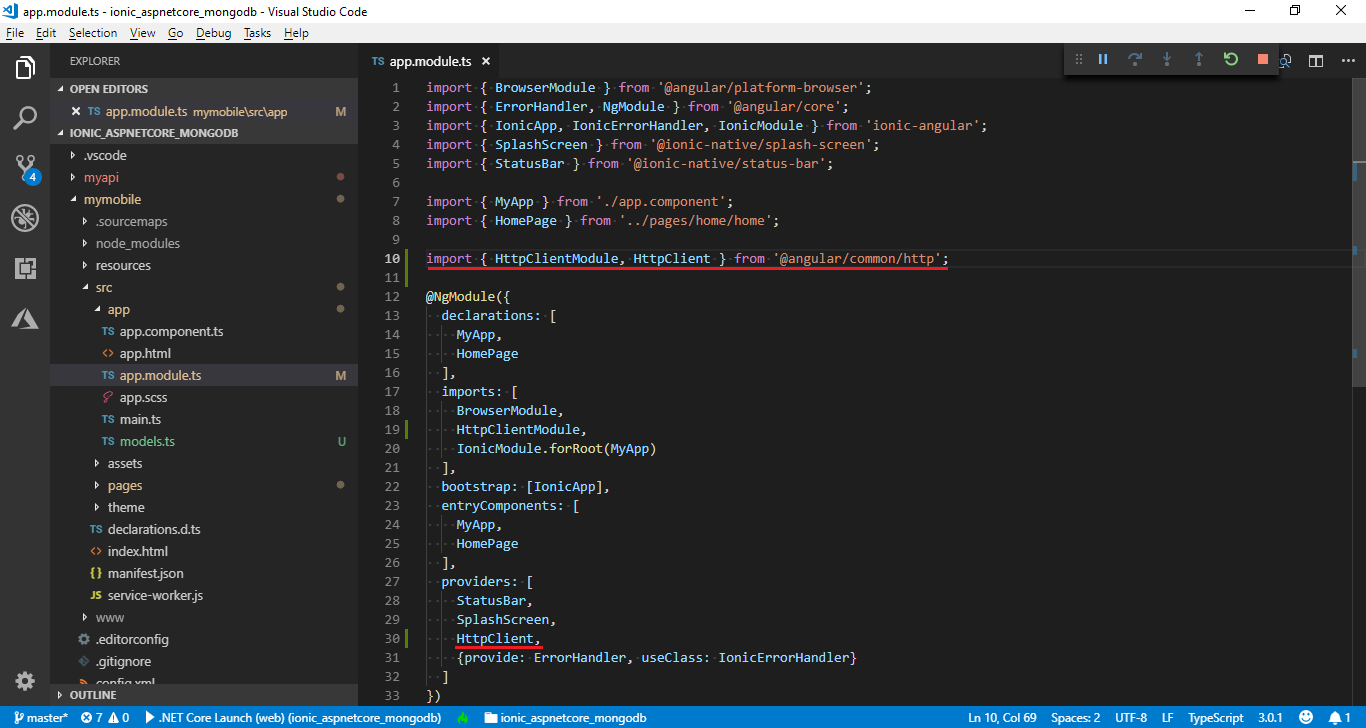 app.module.ts - ionic_aspnetcore_mongodb - Visual Studio Code
File Edit Selection View Go Debug Tasks Help
EXPLORER
OPEN EDITORS
TS app.module.ts mymobile\src\app M
IONIC_ASPNETCORE_MONGODB
.vscode
myapi
mymobile
.sourcemaps
node_modules
resources
src
app
TS app.component.ts
<> app.html
TS app.module.ts M
app.scss
TS main.ts
TS models.ts U
assets
pages
theme
TS declarations.d.ts
<> index.html
{} manifest.json
JS service-worker.js
www
.editorconfig
.gitignore
config.xml
OUTLINE
4
TS app.module.ts
1 import { BrowserModule } from '@angular/platform-browser';
2 import { ErrorHandler, NgModule } from '@angular/core';
3 import { IonicApp, IonicErrorHandler, IonicModule } from 'ionic-angular';
4 import { SplashScreen } from '@ionic-native/splash-screen';
5 import { StatusBar } from '@ionic-native/status-bar';
6
7 import { MyApp } from './app.component';
8 import { HomePage } from '../pages/home/home';
9
10 import { HttpClientModule, HttpClient } from '@angular/common/http';
11
12 @NgModule({
13 declarations: [
14 MyApp,
15 HomePage
16 ],
17 imports: [
18 BrowserModule,
19 HttpClientModule,
20 IonicModule.forRoot(MyApp)
21 ],
22 bootstrap: [IonicApp],
23 entryComponents: [
24 MyApp,
25 HomePage
26 ],
27 providers: [
28 StatusBar,
29 SplashScreen,
30 HttpClient,
31 {provide: ErrorHandler, useClass: IonicErrorHandler}
32 ]
33 })
master* 7 0 .NET Core Launch (web) (ionic_aspnetcore_mongodb) ionic_aspnetcore_mongodb Ln 10, Col 69 Spaces: 2 UTF-8 LF TypeScript 3.0.1 1